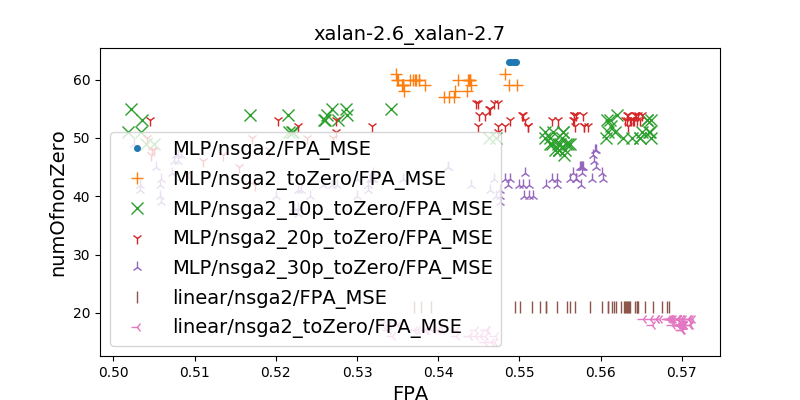 xalan-2.6_xalan-2.7
numOfnonZero
60
50
40
30
20
MLP/nsga2/FPA_MSE
MLP/nsga2_toZero/FPA_MSE
MLP/nsga2_10p_toZero/FPA_MSE
MLP/nsga2_20p_toZero/FPA_MSE
MLP/nsga2_30p_toZero/FPA_MSE
linear/nsga2/FPA_MSE
linear/nsga2_toZero/FPA_MSE
0.50 0.51 0.52 0.53 0.54 0.55 0.56 0.57
FPA